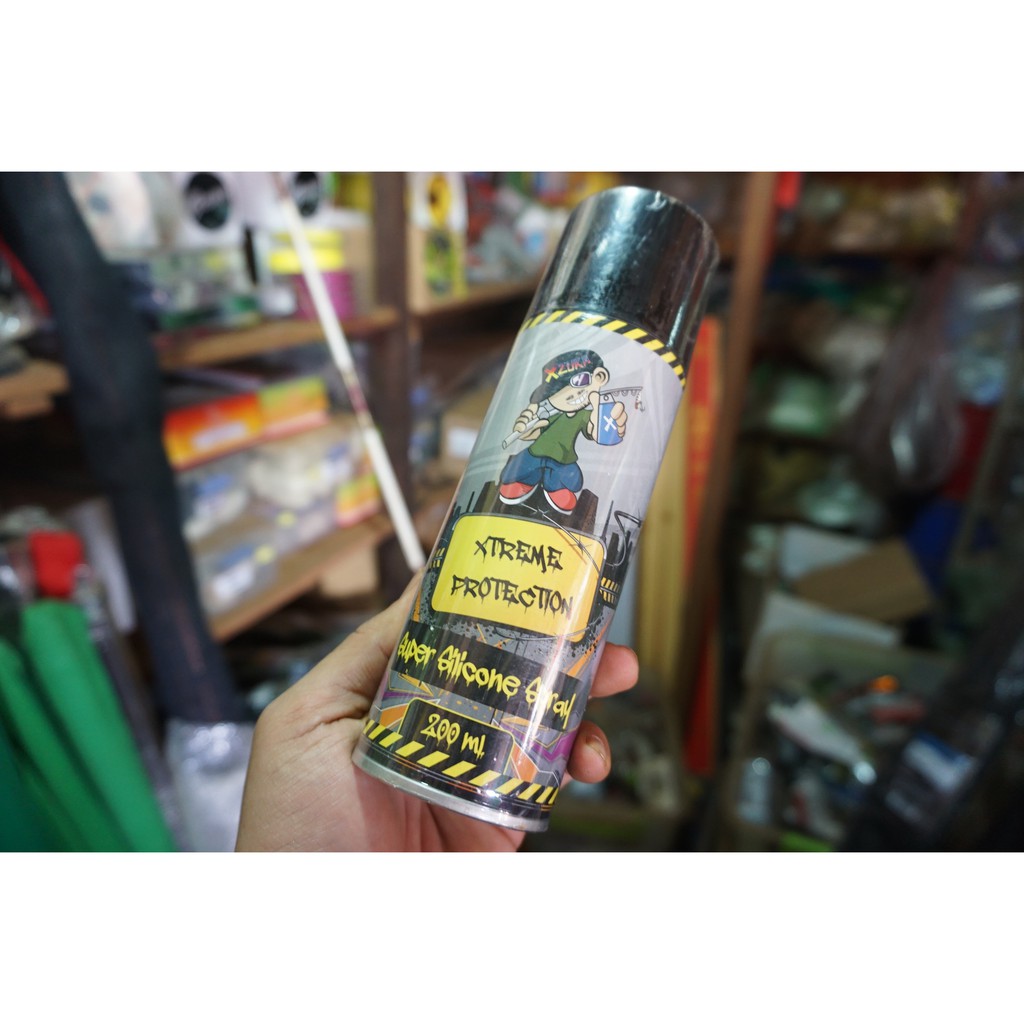 XZUKA
X
XTREME
PROTECTION
Super Silicone Spray
200 ml.